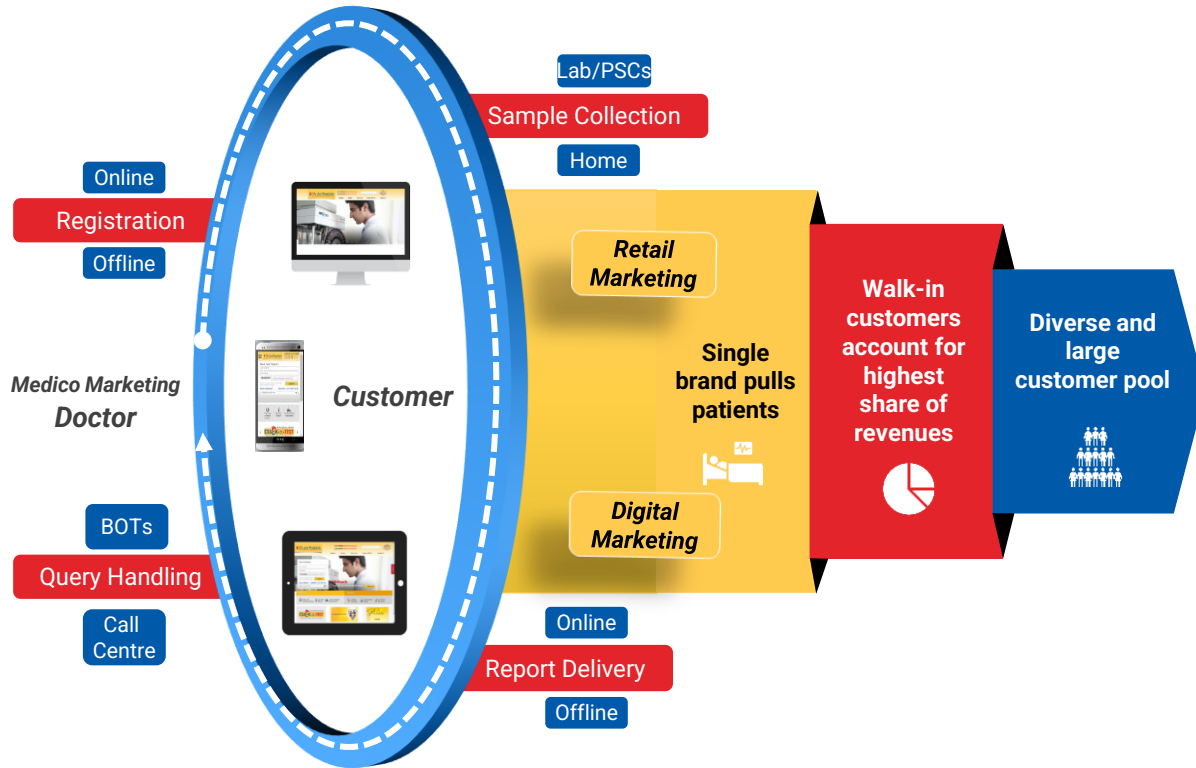 Lab/PSCs
Sample Collection
Home
Online
Registration
Offline
Medico Marketing
Doctor
Customer
BOTs
Query Handling
Call
Centre
Online
Report Delivery
Offline
Retail
Marketing
Digital
Marketing
Single
brand pulls
patients
Walk-in
customers
account for
highest
share of
revenues
Diverse and
large
customer pool